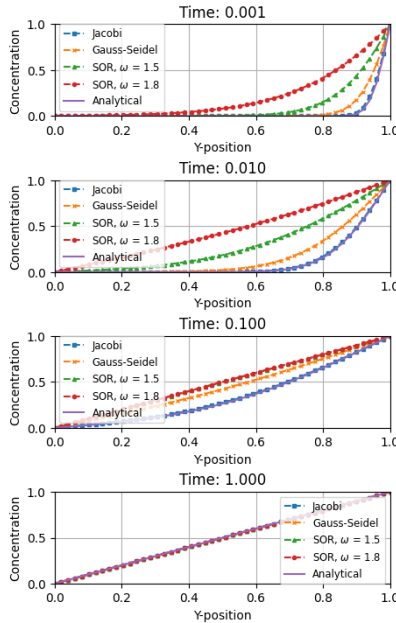 Time: 0.001
Concentration
1.0
0.5
0.0
Jacobi
Gauss-Seidel
SOR, ω = 1.5
SOR, ω = 1.8
Analytical
0.0 0.2 0.4 0.6 0.8 1.0
Y-position
Time: 0.010
Concentration
1.0
0.5
0.0
Jacobi
Gauss-Seidel
SOR, ω = 1.5
SOR, ω = 1.8
Analytical
0.0 0.2 0.4 0.6 0.8 1.0
Y-position
Time: 0.100
Concentration
1.0
0.5
0.0
Jacobi
Gauss-Seidel
SOR, ω = 1.5
SOR, ω = 1.8
Analytical
0.0 0.2 0.4 0.6 0.8 1.0
Y-position
Time: 1.000
Concentration
1.0
0.5
0.0
Jacobi
Gauss-Seidel
SOR, ω = 1.5
SOR, ω = 1.8
Analytical
0.0 0.2 0.4 0.6 0.8 1.0
Y-position